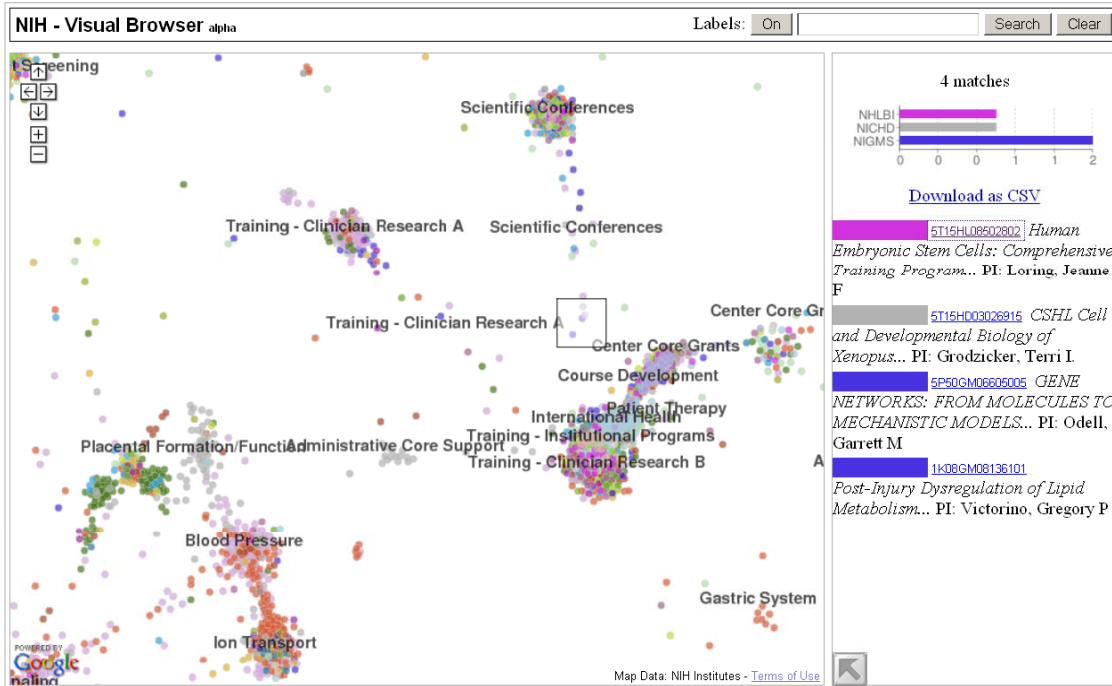 NIH - Visual Browser alpha
Labels: On Search Clear
t Screening
Scientific Conferences
Training - Clinician Research A
Scientific Conferences
Training - Clinician Research A
Center Core Gr
Center Core Grants
Course Development
Patient Therapy
International Health
Training - Institutional Programs
Placental Formation/Function
Administrative Core Support
Training - Clinician Research B
A
Blood Pressure
Gastric System
Ion Transport
POWERED BY
Google
naling
Map Data: NIH Institutes - Terms of Use
4 matches
NHLBI
NICHD
NIGMS
0 0 0 1 1 2
Download as CSV
5T15HL08502802 Human
Embryonic Stem Cells: Comprehensive
Training Program... PI: Loring, Jeanne
F
5T15HD03026915 CSHL Cell
and Developmental Biology of
Xenopus... PI: Grodzicker, Terri I.
5P50GM06605005 GENE
NETWORKS: FROM MOLECULES TO
MECHANISTIC MODELS... PI: Odell,
Garrett M
1K08GM08136101
Post-Injury Dysregulation of Lipid
Metabolism... PI: Victorino, Gregory P